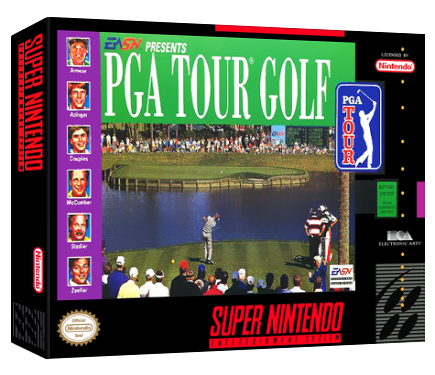 EASN PRESENTS
PGA TOUR® GOLF
LICENSED BY
Nintendo
PGA
TOUR
Azinger
Couples
McCumber
Stadler
Zoeller
ELECTRONIC ARTS
EASN
Official
Nintendo
Seal
SUPER NINTENDO
ENTERTAINMENT SYSTEM
SUPER NINTENDO
Nintendo